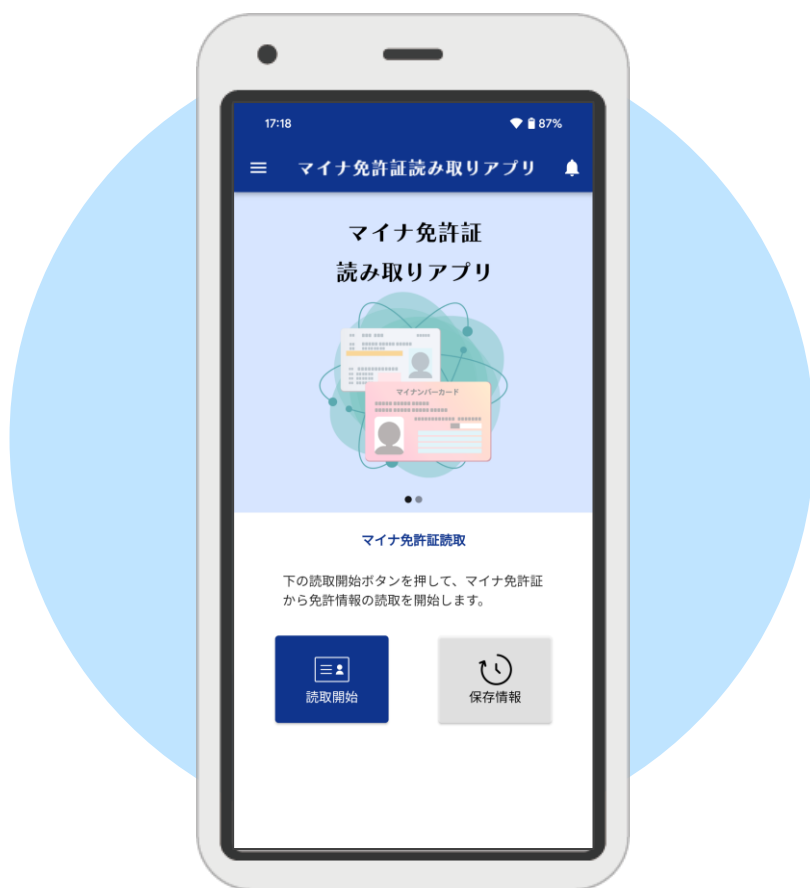 17:18
87%
マイナ免許証読み取りアプリ
マイナ免許証
読み取りアプリ
マイナンバーカード
マイナ免許証読取
下の読取開始ボタンを押して、マイナ免許証
から免許情報の読取を開始します。
読取開始
保存情報